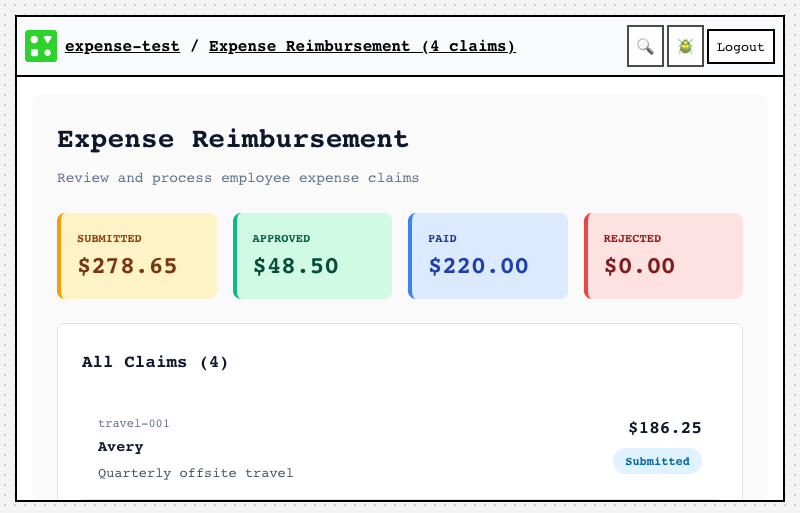 expense-test / Expense Reimbursement (4 claims)
Logout
Expense Reimbursement
Review and process employee expense claims
SUBMITTED
$278.65
APPROVED
$48.50
PAID
$220.00
REJECTED
$0.00
All Claims (4)
travel-001
Avery
Quarterly offsite travel
$186.25
Submitted